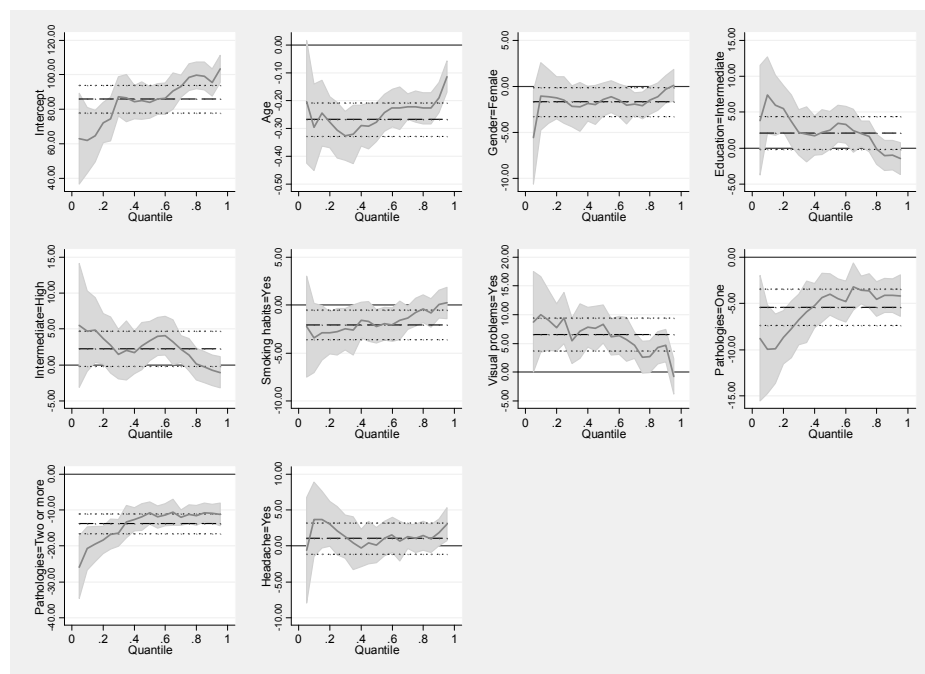 Intercept
40.00 60.00 80.00 100.00 120.00
0 .2 .4 .6 .8 1
Quantile
Age
-0.50 -0.40 -0.30 -0.20 -0.10 0.00
0 .2 .4 .6 .8 1
Quantile
Gender=Female
-10.00 -5.00 0.00 5.00
0 .2 .4 .6 .8 1
Quantile
Education=Intermediate
-5.00 0.00 5.00 10.00 15.00
0 .2 .4 .6 .8 1
Quantile
Intermediate=High
-5.00 0.00 5.00 10.00 15.00
0 .2 .4 .6 .8 1
Quantile
Smoking habits=Yes
-10.00 -5.00 0.00 5.00
0 .2 .4 .6 .8 1
Quantile
Visual problems=Yes
-5.00 0.00 5.00 10.00 15.00 20.00
0 .2 .4 .6 .8 1
Quantile
Pathologies=One
-15.00 -10.00 -5.00 0.00
0 .2 .4 .6 .8 1
Quantile
Pathologies=Two or more
-40.00 -30.00 -20.00 -10.00 0.00
0 .2 .4 .6 .8 1
Quantile
Headache=Yes
-10.00 -5.00 0.00 5.00 10.00
0 .2 .4 .6 .8 1
Quantile